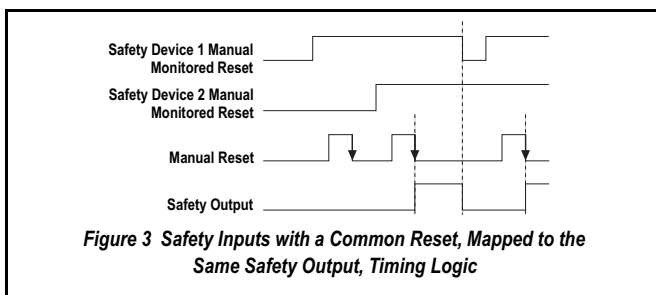 Safety Device 1 Manual
Monitored Reset
Safety Device 2 Manual
Monitored Reset
Manual Reset
Safety Output
Figure 3 Safety Inputs with a Common Reset, Mapped to the
Same Safety Output, Timing Logic